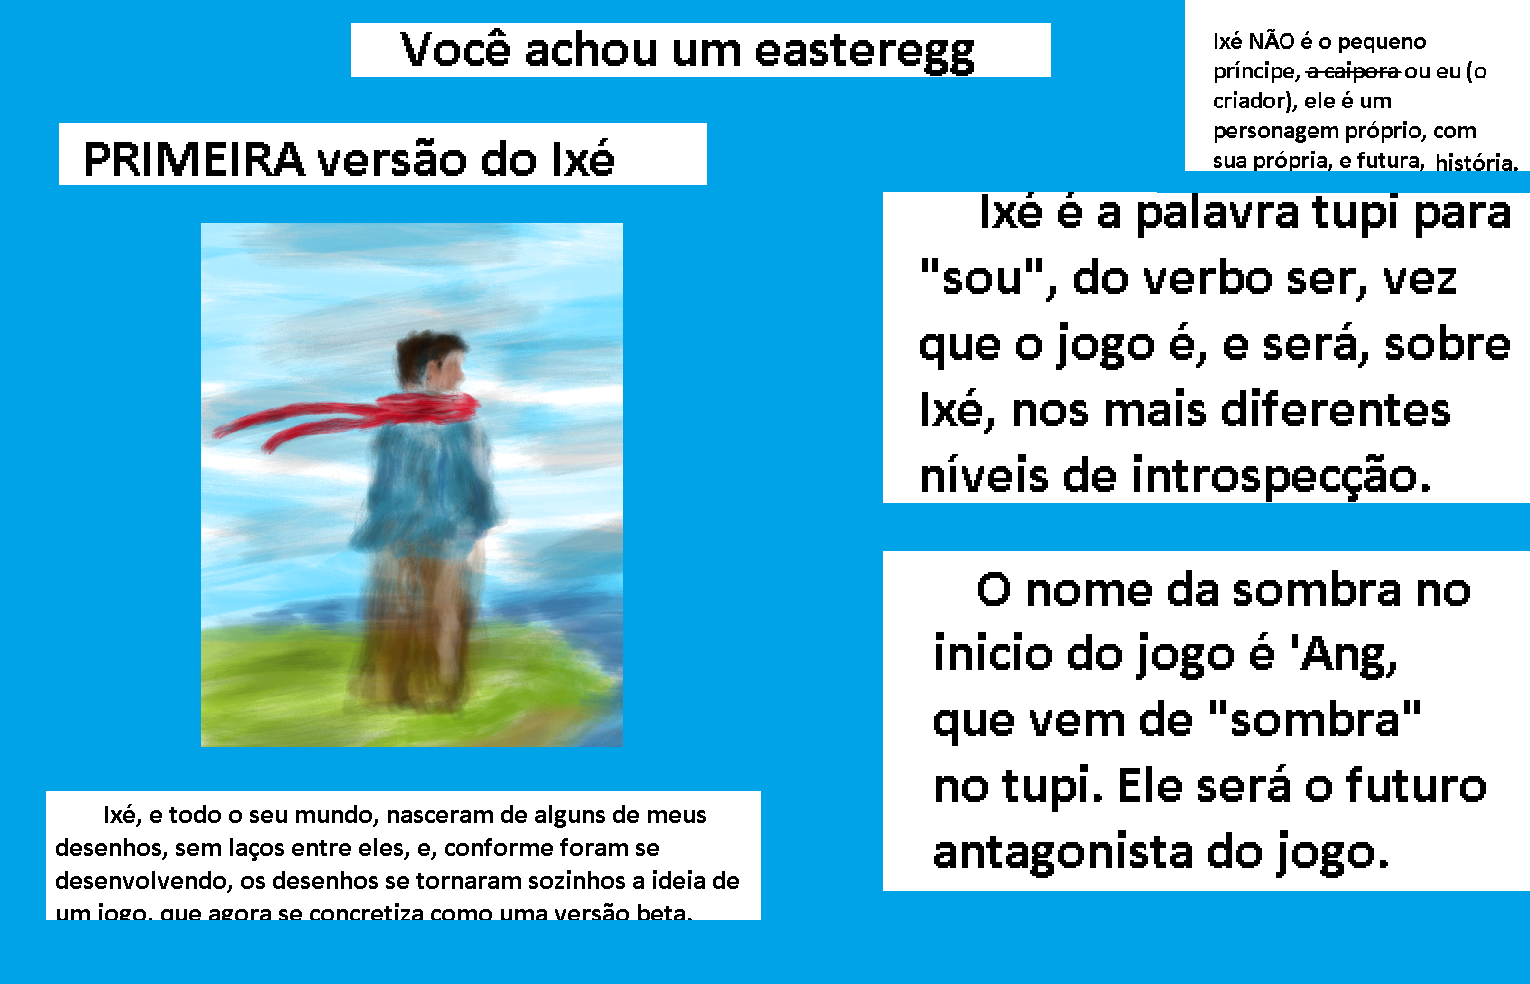 Você achou um easteregg
PRIMEIRA versão do Ixé
Ixé, e todo o seu mundo, nasceram de alguns de meus
desenhos, sem laços entre eles, e, conforme foram se
desenvolvendo, os desenhos se tornaram sozinhos a ideia de
um jogo, que agora se concretiza como uma versão beta.
Ixé NÃO é o pequeno
príncipe, a caipora ou eu (o
criador), ele é um
personagem próprio, com
sua própria, e futura, história.
Ixé é a palavra tupi para
"sou", do verbo ser, vez
que o jogo é, e será, sobre
Ixé, nos mais diferentes
níveis de introspecção.
O nome da sombra no
inicio do jogo é 'Ang,
que vem de "sombra"
no tupi. Ele será o futuro
antagonista do jogo.